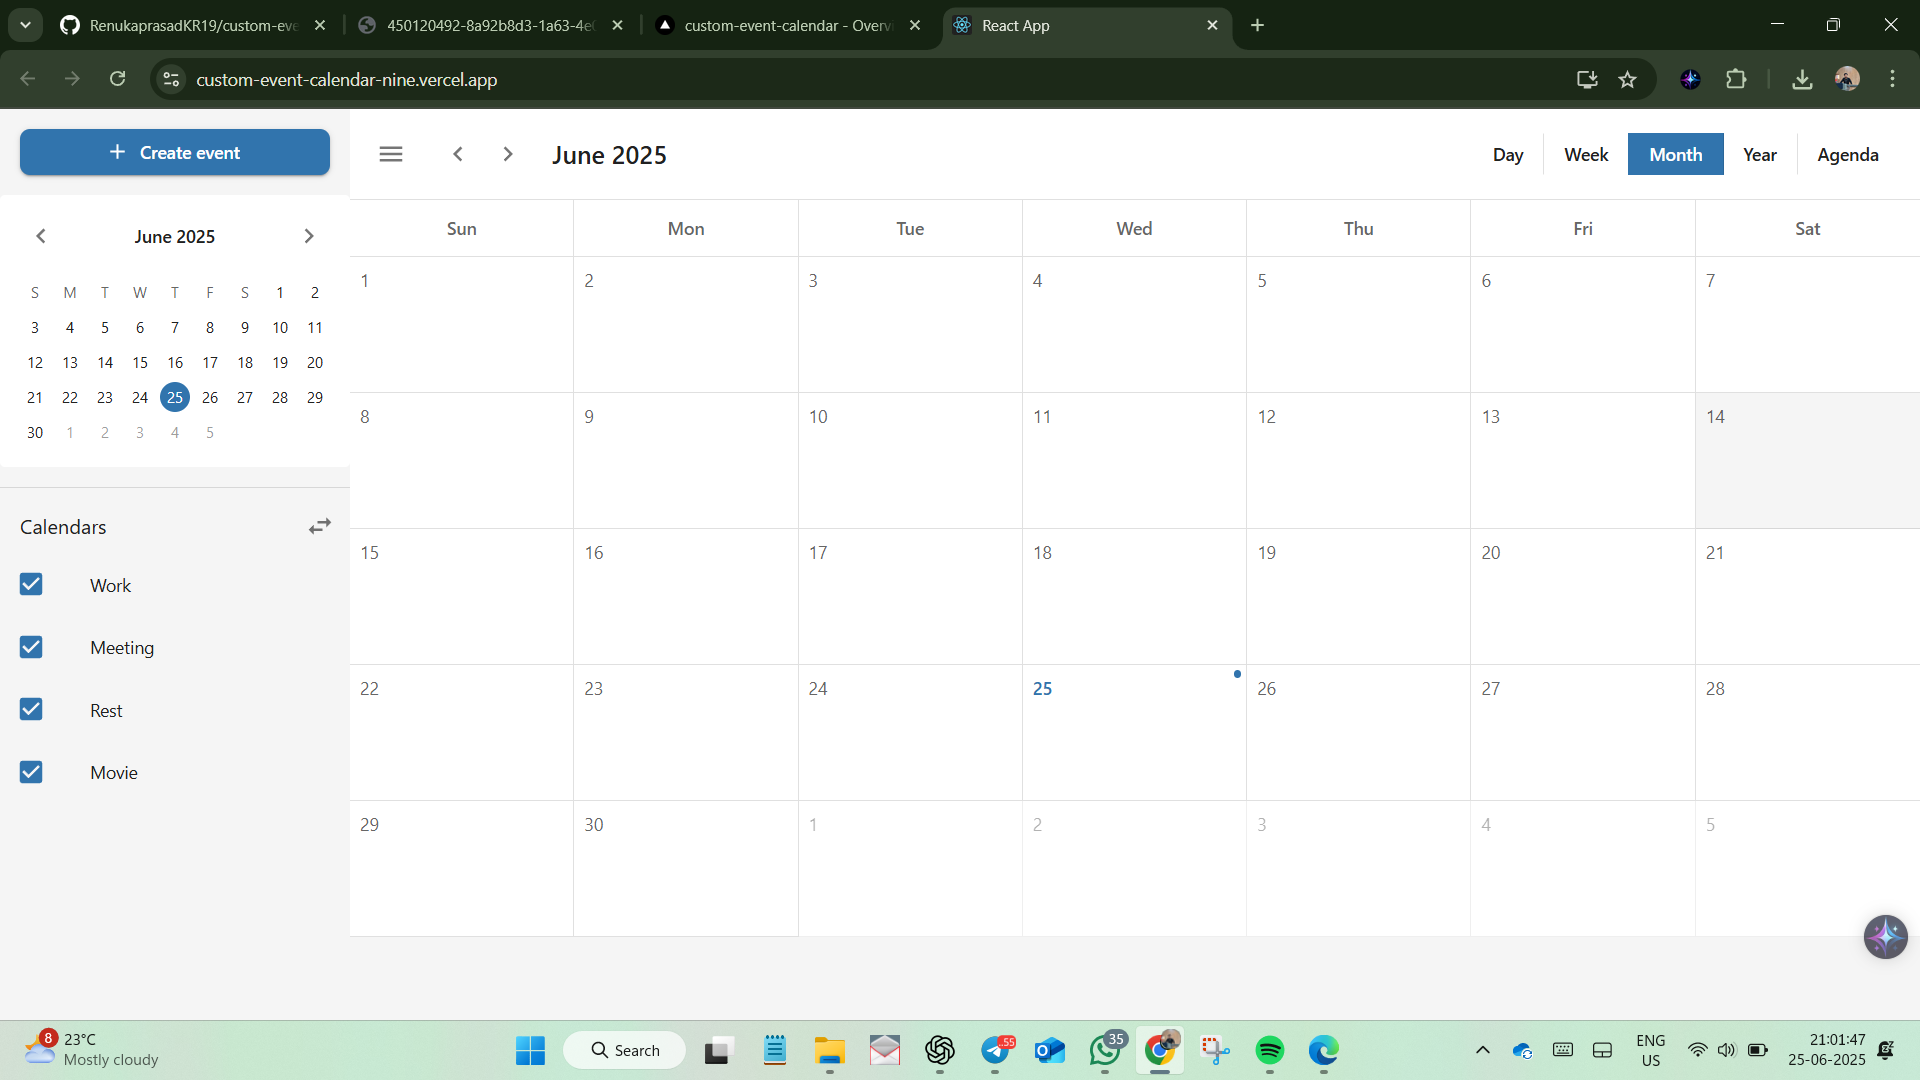 RenukaprasadKR19/custom-eve
450120492-8a92b8d3-1a63-4e
custom-event-calendar - Overvi
React App
custom-event-calendar-nine.vercel.app
+ Create event
June 2025
Day Week Month Year Agenda
June 2025
S M T W T F S 1 2
3 4 5 6 7 8 9 10 11
12 13 14 15 16 17 18 19 20
21 22 23 24 25 26 27 28 29
30 1 2 3 4 5
Calendars
Work
Meeting
Rest
Movie
Sun Mon Tue Wed Thu Fri Sat
1 2 3 4 5 6 7
8 9 10 11 12 13 14
15 16 17 18 19 20 21
22 23 24 25 26 27 28
29 30 1 2 3 4 5
8
23°C
Mostly cloudy
Search
..55
35
ENG
US
21:01:47
25-06-2025